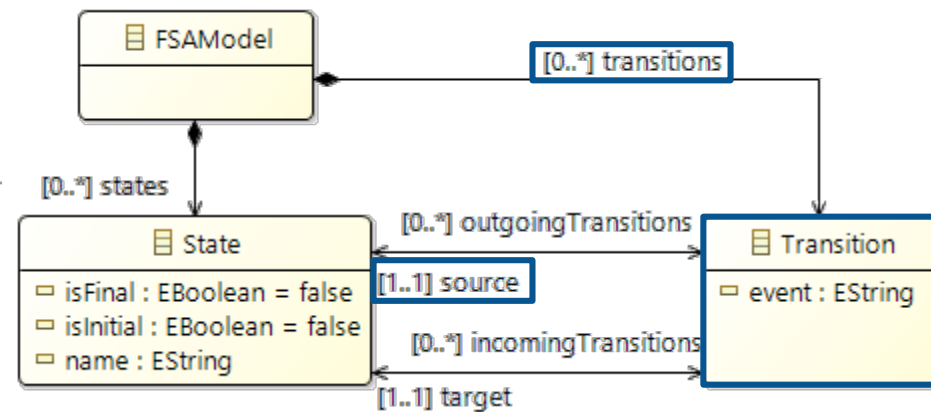 FSAModel
[0..*] transitions
[0..*] states
State
isFinal : EBoolean = false
isInitial : EBoolean = false
name : EString
[0..*] outgoingTransitions
[1..1] source
[0..*] incomingTransitions
[1..1] target
Transition
event : EString